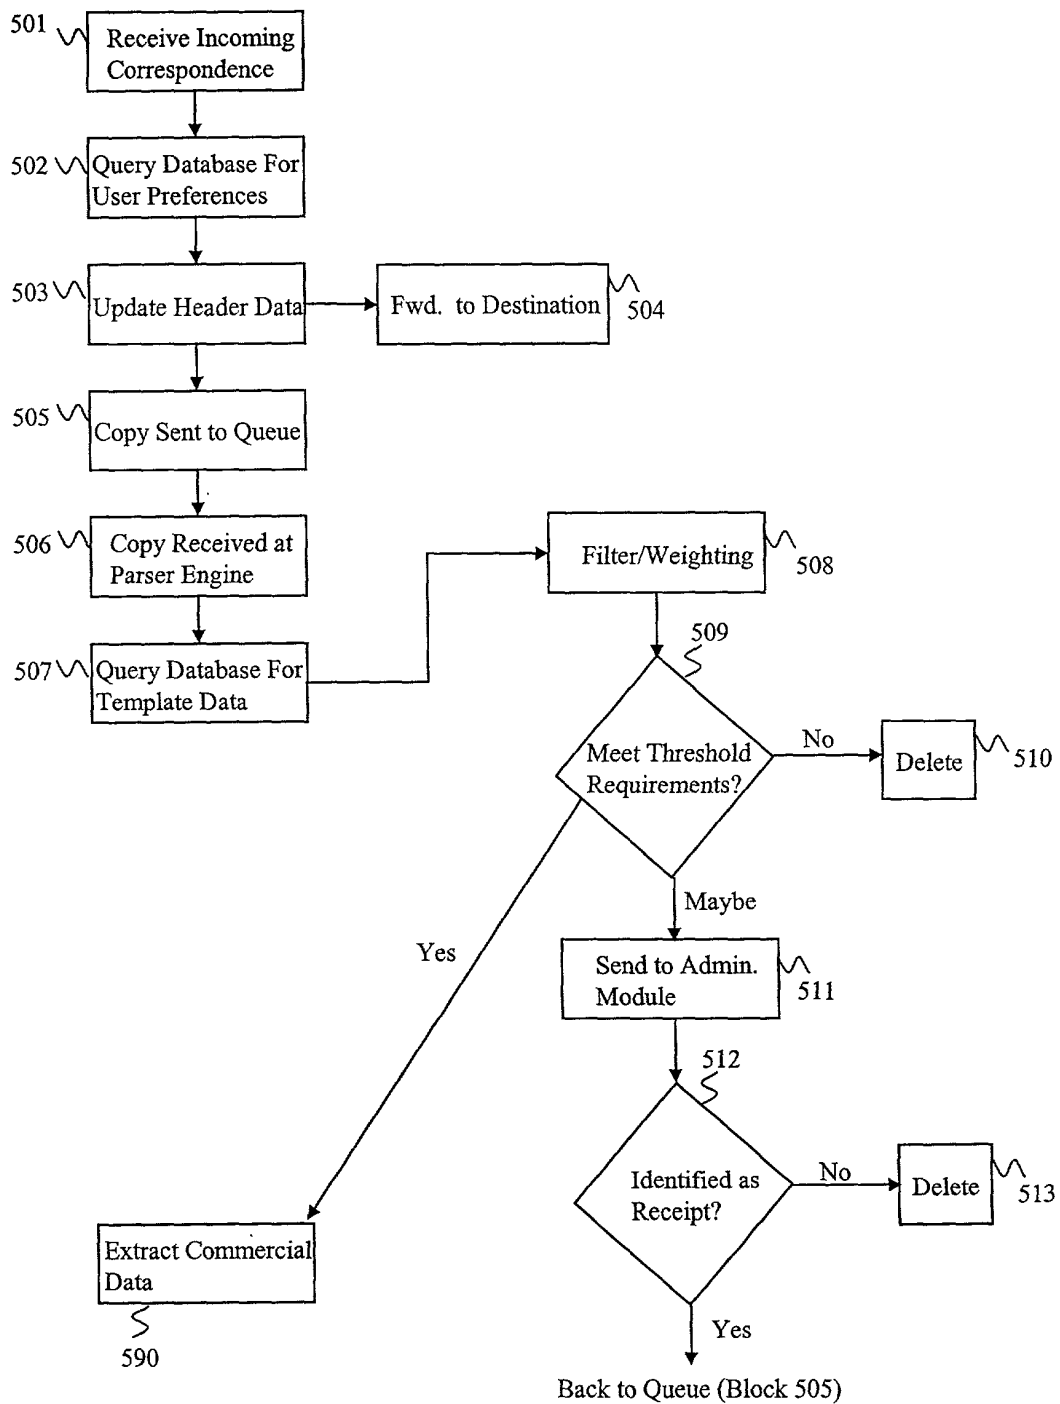 501
Receive Incoming
Correspondence
502
Query Database For
User Preferences
503
Update Header Data
Fwd. to Destination
504
505
Copy Sent to Queue
506
Copy Received at
Parser Engine
507
Query Database For
Template Data
Filter/Weighting
508
509
Meet Threshold
Requirements?
No
Delete
510
Maybe
Yes
Send to Admin.
Module
511
512
Identified as
Receipt?
No
Delete
513
Extract Commercial
Data
590
Yes
Back to Queue (Block 505)